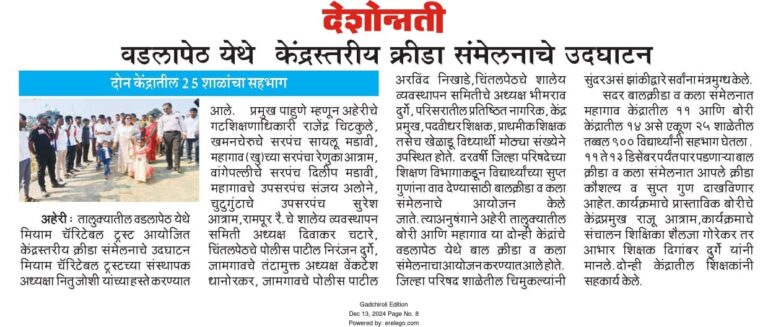 देशोन्नती
वडलापेठ येथे केंद्रस्तरीय क्रीडा संमेलनाचे उदघाटन
दोन केंद्रातील 25 शाळांचा सहभाग
अहेरी: तालुक्यातील वडलापेठ येथे
मियाम चॅरिटेबल ट्रस्ट आयोजित
केंद्रस्तरीय क्रीडा संमेलनाचे उदघाटन
मियाम चॅरिटेबल ट्रस्टच्या संस्थापक
अध्यक्षा नितु जोशी यांच्या हस्ते करण्यात
आले. प्रमुख पाहुणे म्हणून अहेरीचे
गटशिक्षणाधिकारी राजेंद्र चिटकुले,
खमनचेरुचे सरपंच सायलू मडावी,
महागाव (खु)च्या सरपंचा रेणुका आत्राम,
वांगेपल्लीचे सरपंच दिलीप मडावी,
महागावचे उपसरपंच संजय अलोने,
चुटुगुंटाचे उपसरपंच सुरेश
आत्राम,रामपूर रै.चे शालेय व्यवस्थापन
समिती अध्यक्ष दिवाकर चटारे,
चिंतलपेठचे पोलीस पाटील निरंजन दुर्गे,
जामगावचे तंटामुक्त अध्यक्ष वेंकटेश
धानोरकर, जामगावचे पोलीस पाटील
अरविंद निखाडे,चिंतलपेठचे शालेय
व्यवस्थापन समितीचे अध्यक्ष भीमराव
दुर्गे, परिसरातील प्रतिष्ठित नागरिक, केंद्र
प्रमुख, पदवीधर शिक्षक, प्राथमीक शिक्षक
तसेच खेळाडू विध्यार्थी मोठ्या संख्येने
उपस्थित होते. दरवर्षी जिल्हा परिषदेच्या
शिक्षण विभागाकडून विद्यार्थ्यांच्या सुप्त
गुणांना वाव देण्यासाठी बालक्रीडा व कला
संमेलनाचे आयोजन केले
जाते. त्याअनुषंगाने अहेरी तालुक्यातील
बोरी आणि महागाव या दोन्ही केंद्रांचे
वडलापेठ येथे बाल क्रीडा व कला
संमेलनाचा आयोजन करण्यात आले होते.
जिल्हा परिषद शाळेतील चिमुकल्यांनी
सुंदर असं झांकीद्वारे सर्वांना मंत्रमुग्ध केले.
सदर बालक्रीडा व कला संमेलनात
महागाव केंद्रातील ११ आणि बोरी
केंद्रातील १४ असे एकूण २५ शाळेतील
तब्बल ९०० विद्यार्थ्यांनी सहभाग घेतला .
११ ते १२ डिसेंबर पर्यंत पार पडणाऱ्या बाल
क्रीडा व कला संमेलनात आपले क्रीडा
कौशल्य व सुप्त गुण दाखविणार
आहेत. कार्यक्रमाचे प्रास्ताविक बोरीचे
केंद्रप्रमुख राजू आत्राम,कार्यक्रमाचे
संचालन शिक्षिका शैलजा गोरेकर तर
आभार शिक्षक दिगांबर दुर्गे यांनी
मानले. दोन्ही केंद्रातील शिक्षकांनी
सहकार्य केले.
Gadchiroli Edition
Dec 13, 2024 Page No. 8
Powered by: erelego.com